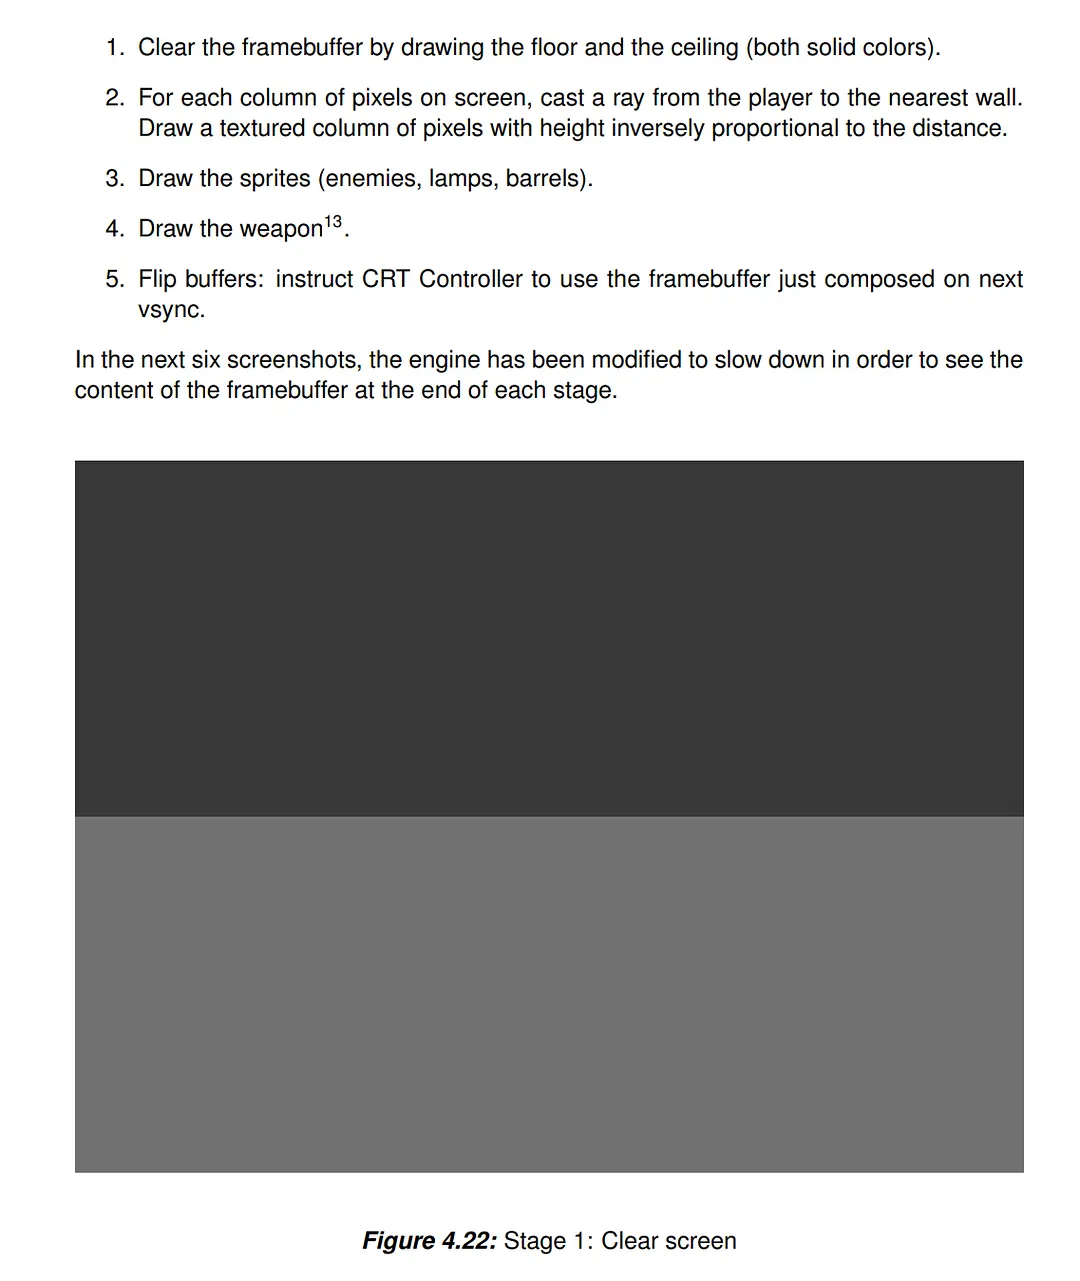 1. Clear the framebuffer by drawing the floor and the ceiling (both solid colors).
2. For each column of pixels on screen, cast a ray from the player to the nearest wall.
Draw a textured column of pixels with height inversely proportional to the distance.
3. Draw the sprites (enemies, lamps, barrels).
4. Draw the weapon¹³.
5. Flip buffers: instruct CRT Controller to use the framebuffer just composed on next
vsync.
In the next six screenshots, the engine has been modified to slow down in order to see the
content of the framebuffer at the end of each stage.
Figure 4.22: Stage 1: Clear screen